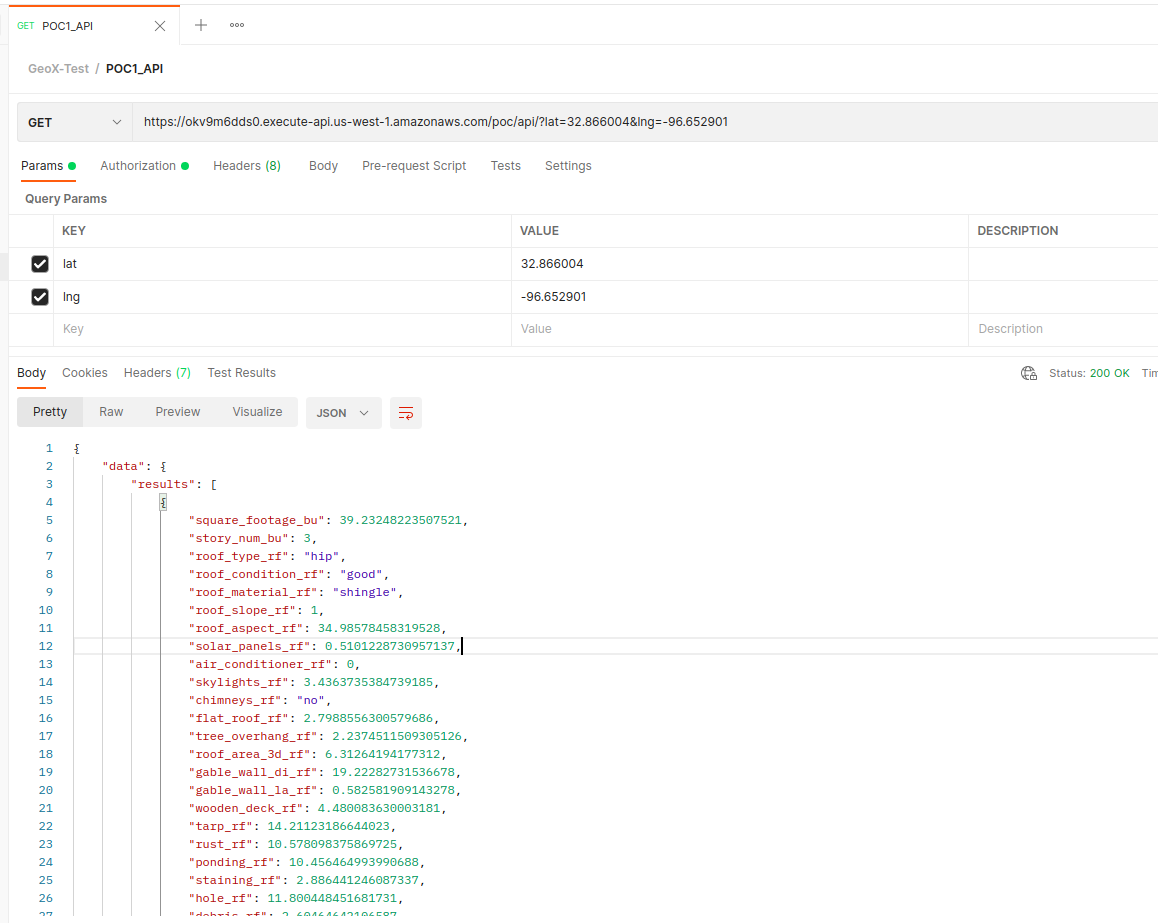 GET POC1_API
GeoX-Test / POC1_API
GET https://okv9m6dds0.execute-api.us-west-1.amazonaws.com/poc/api/?lat=32.866004&lng=-96.652901
Params Authorization Headers (8) Body Pre-request Script Tests Settings
Query Params
KEY VALUE DESCRIPTION
lat 32.866004
lng -96.652901
Key Value Description
Body Cookies Headers (7) Test Results Status: 200 OK Tim
Pretty Raw Preview Visualize JSON
1 {
2 "data": {
3 "results": [
4 {
5 "square_footage_bu": 39.23248223507521,
6 "story_num_bu": 3,
7 "roof_type_rf": "hip",
8 "roof_condition_rf": "good",
9 "roof_material_rf": "shingle",
10 "roof_slope_rf": 1,
11 "roof_aspect_rf": 34.98578458319528,
12 "solar_panels_rf": 0.5101228730957137,
13 "air_conditioner_rf": 0,
14 "skylights_rf": 3.4363735384739185,
15 "chimneys_rf": "no",
16 "flat_roof_rf": 2.7988556300579686,
17 "tree_overhang_rf": 2.2374511509305126,
18 "roof_area_3d_rf": 6.31264194177312,
19 "gable_wall_di_rf": 19.22282731536678,
20 "gable_wall_la_rf": 0.582581909143278,
21 "wooden_deck_rf": 4.480083630003181,
22 "tarp_rf": 14.21123186644023,
23 "rust_rf": 10.578098375869725,
24 "ponding_rf": 10.456464993990688,
25 "staining_rf": 2.886441246087337,
26 "hole_rf": 11.800448451681731,
27 "debris_rf":